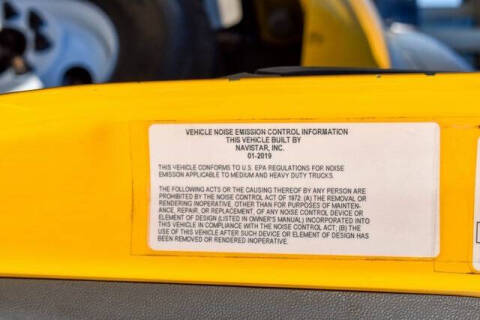 VEHICLE NOISE EMISSION CONTROL INFORMATION
THIS VEHICLE BUILT BY
NAVISTAR, INC.
01-2019
THIS VEHICLE CONFORMS TO U.S. EPA REGULATIONS FOR NOISE
EMISSION APPLICABLE TO MEDIUM AND HEAVY DUTY TRUCKS.
THE FOLLOWING ACTS OR THE CAUSING THEREOF BY ANY PERSON ARE
PROHIBITED BY THE NOISE CONTROL ACT OF 1972: (A) THE REMOVAL OR
RENDERING INOPERATIVE, OTHER THAN FOR PURPOSES OF MAINTEN-
ANCE, REPAIR, OR REPLACEMENT, OF ANY NOISE CONTROL DEVICE OR
ELEMENT OF DESIGN (LISTED IN OWNER'S MANUAL) INCORPORATED INTO
THIS VEHICLE IN COMPLIANCE WITH THE NOISE CONTROL ACT; (B) THE
USE OF THIS VEHICLE AFTER SUCH DEVICE OR ELEMENT OF DESIGN HAS
BEEN REMOVED OR RENDERED INOPERATIVE.